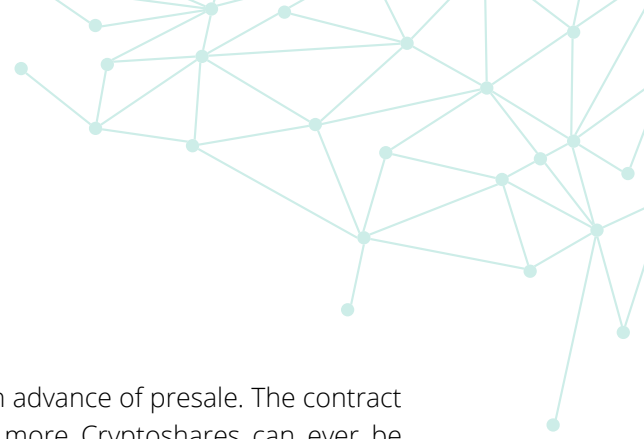 advance of presale. The contract
more Cryptoshares can ever be